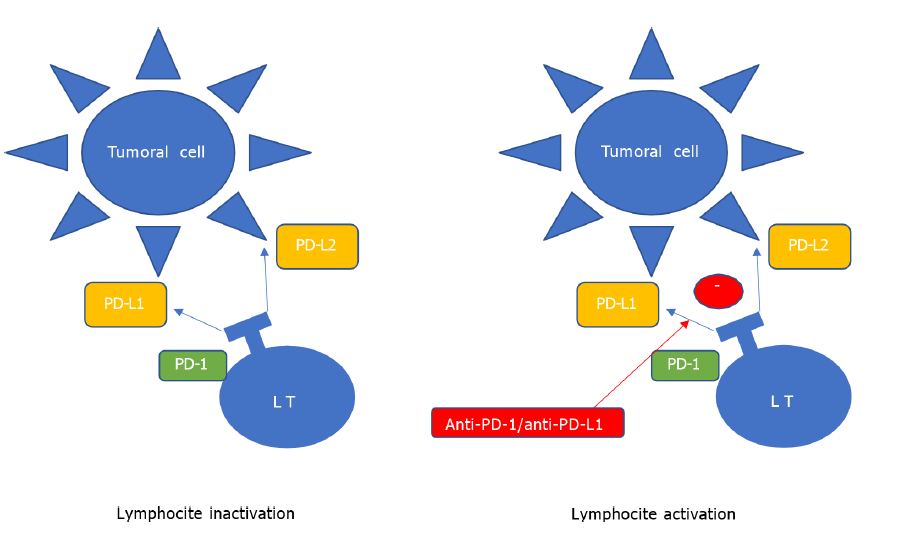 Tumoral cell
PD-L2
PD-L1
PD-1
L T
Lymphocite inactivation
Tumoral cell
PD-L2
-
PD-L1
PD-1
L T
Anti-PD-1/anti-PD-L1
Lymphocite activation